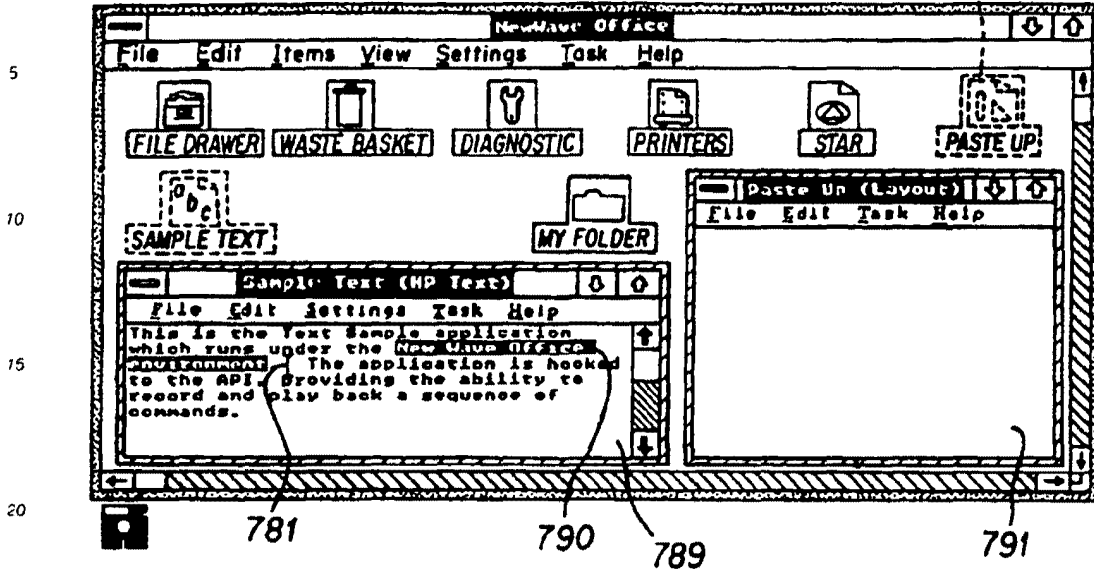 5
NewWave Office
File Edit Items View Settings Task Help
FILE DRAWER WASTE BASKET DIAGNOSTIC PRINTERS STAR PASTE UP
Paste Up (Layout)
File Edit Task Help
10
abc
SAMPLE TEXT MY FOLDER
Sample Text (HP Text)
File Edit Settings Task Help
This is the Text Sample application
which runs under the New Wave Office
15
environment. The application is hooked
to the API. Providing the ability to
record and play back a sequence of
commands.
20
781 790 789 791